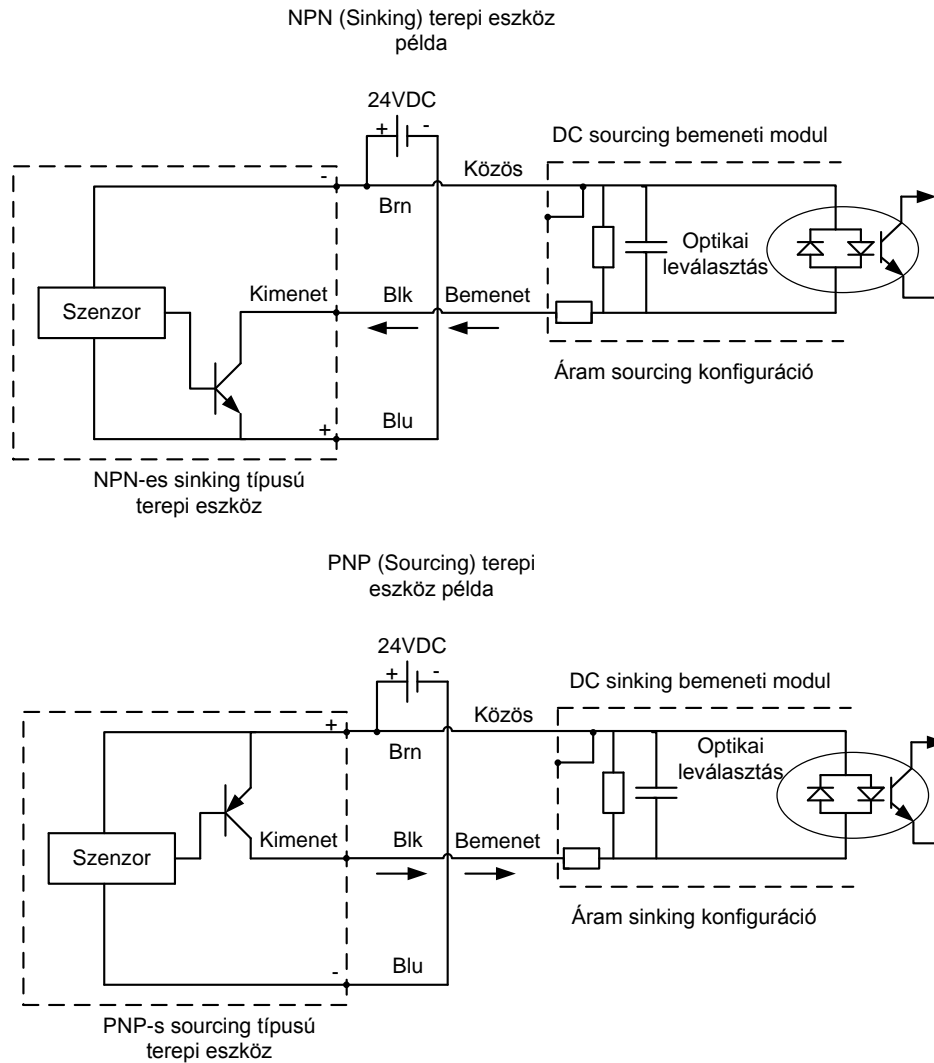 NPN (Sinking) terepi eszköz
példa
24VDC
+ -
DC sourcing bemeneti modul
-
Közös
Brn
Optikai
leválasztás
Szenzor
Kimenet
Blk
Bemenet
Áram sourcing konfiguráció
+
Blu
NPN-es sinking típusú
terepi eszköz
PNP (Sourcing) terepi
eszköz példa
24VDC
+ -
DC sinking bemeneti modul
+
Közös
Brn
Optikai
leválasztás
Szenzor
Kimenet
Blk
Bemenet
Áram sinking konfiguráció
-
Blu
PNP-s sourcing típusú
terepi eszköz